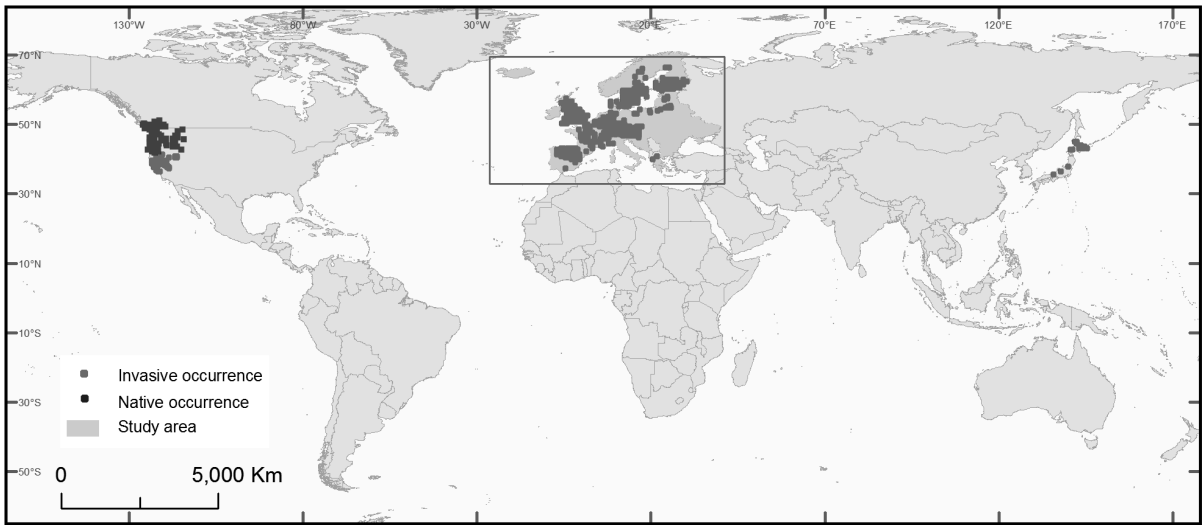 130°W 80°W 30°W 20°E 70°E 120°E 170°E
70°N
50°N
30°N
10°N
10°S
30°S
50°S
Invasive occurrence
Native occurrence
Study area
0 5,000 Km